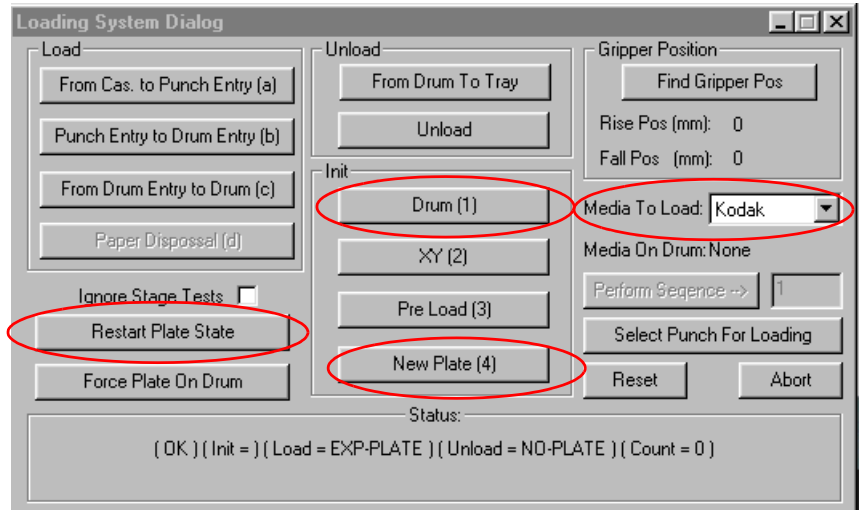 Loading System Dialog
Load
From Cas. to Punch Entry (a)
Punch Entry to Drum Entry (b)
From Drum Entry to Drum (c)
Paper Dispossal (d)
Ignore Stage Tests
Restart Plate State
Force Plate On Drum
Unload
From Drum To Tray
Unload
Init
Drum (1)
XY (2)
Pre Load (3)
New Plate (4)
Gripper Position
Find Gripper Pos
Rise Pos (mm): 0
Fall Pos (mm): 0
Media To Load: Kodak
Media On Drum: None
Perform Seqence --> 1
Select Punch For Loading
Reset Abort
Status:
( OK ) ( Init = ) ( Load = EXP-PLATE ) ( Unload = NO-PLATE ) ( Count = 0 )